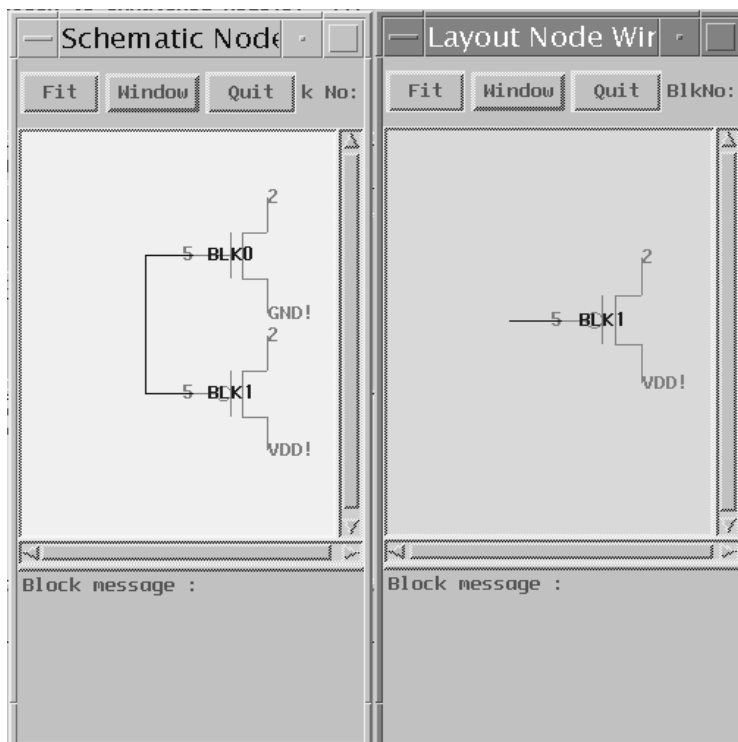 Schematic Node
Fit
Window
Quit
k No:
2
5
BLK0
GND!
2
5
BLK1
VDD!
Block message :
Layout Node Wir
Fit
Window
Quit
BlkNo:
2
5
BLK1
VDD!
Block message :